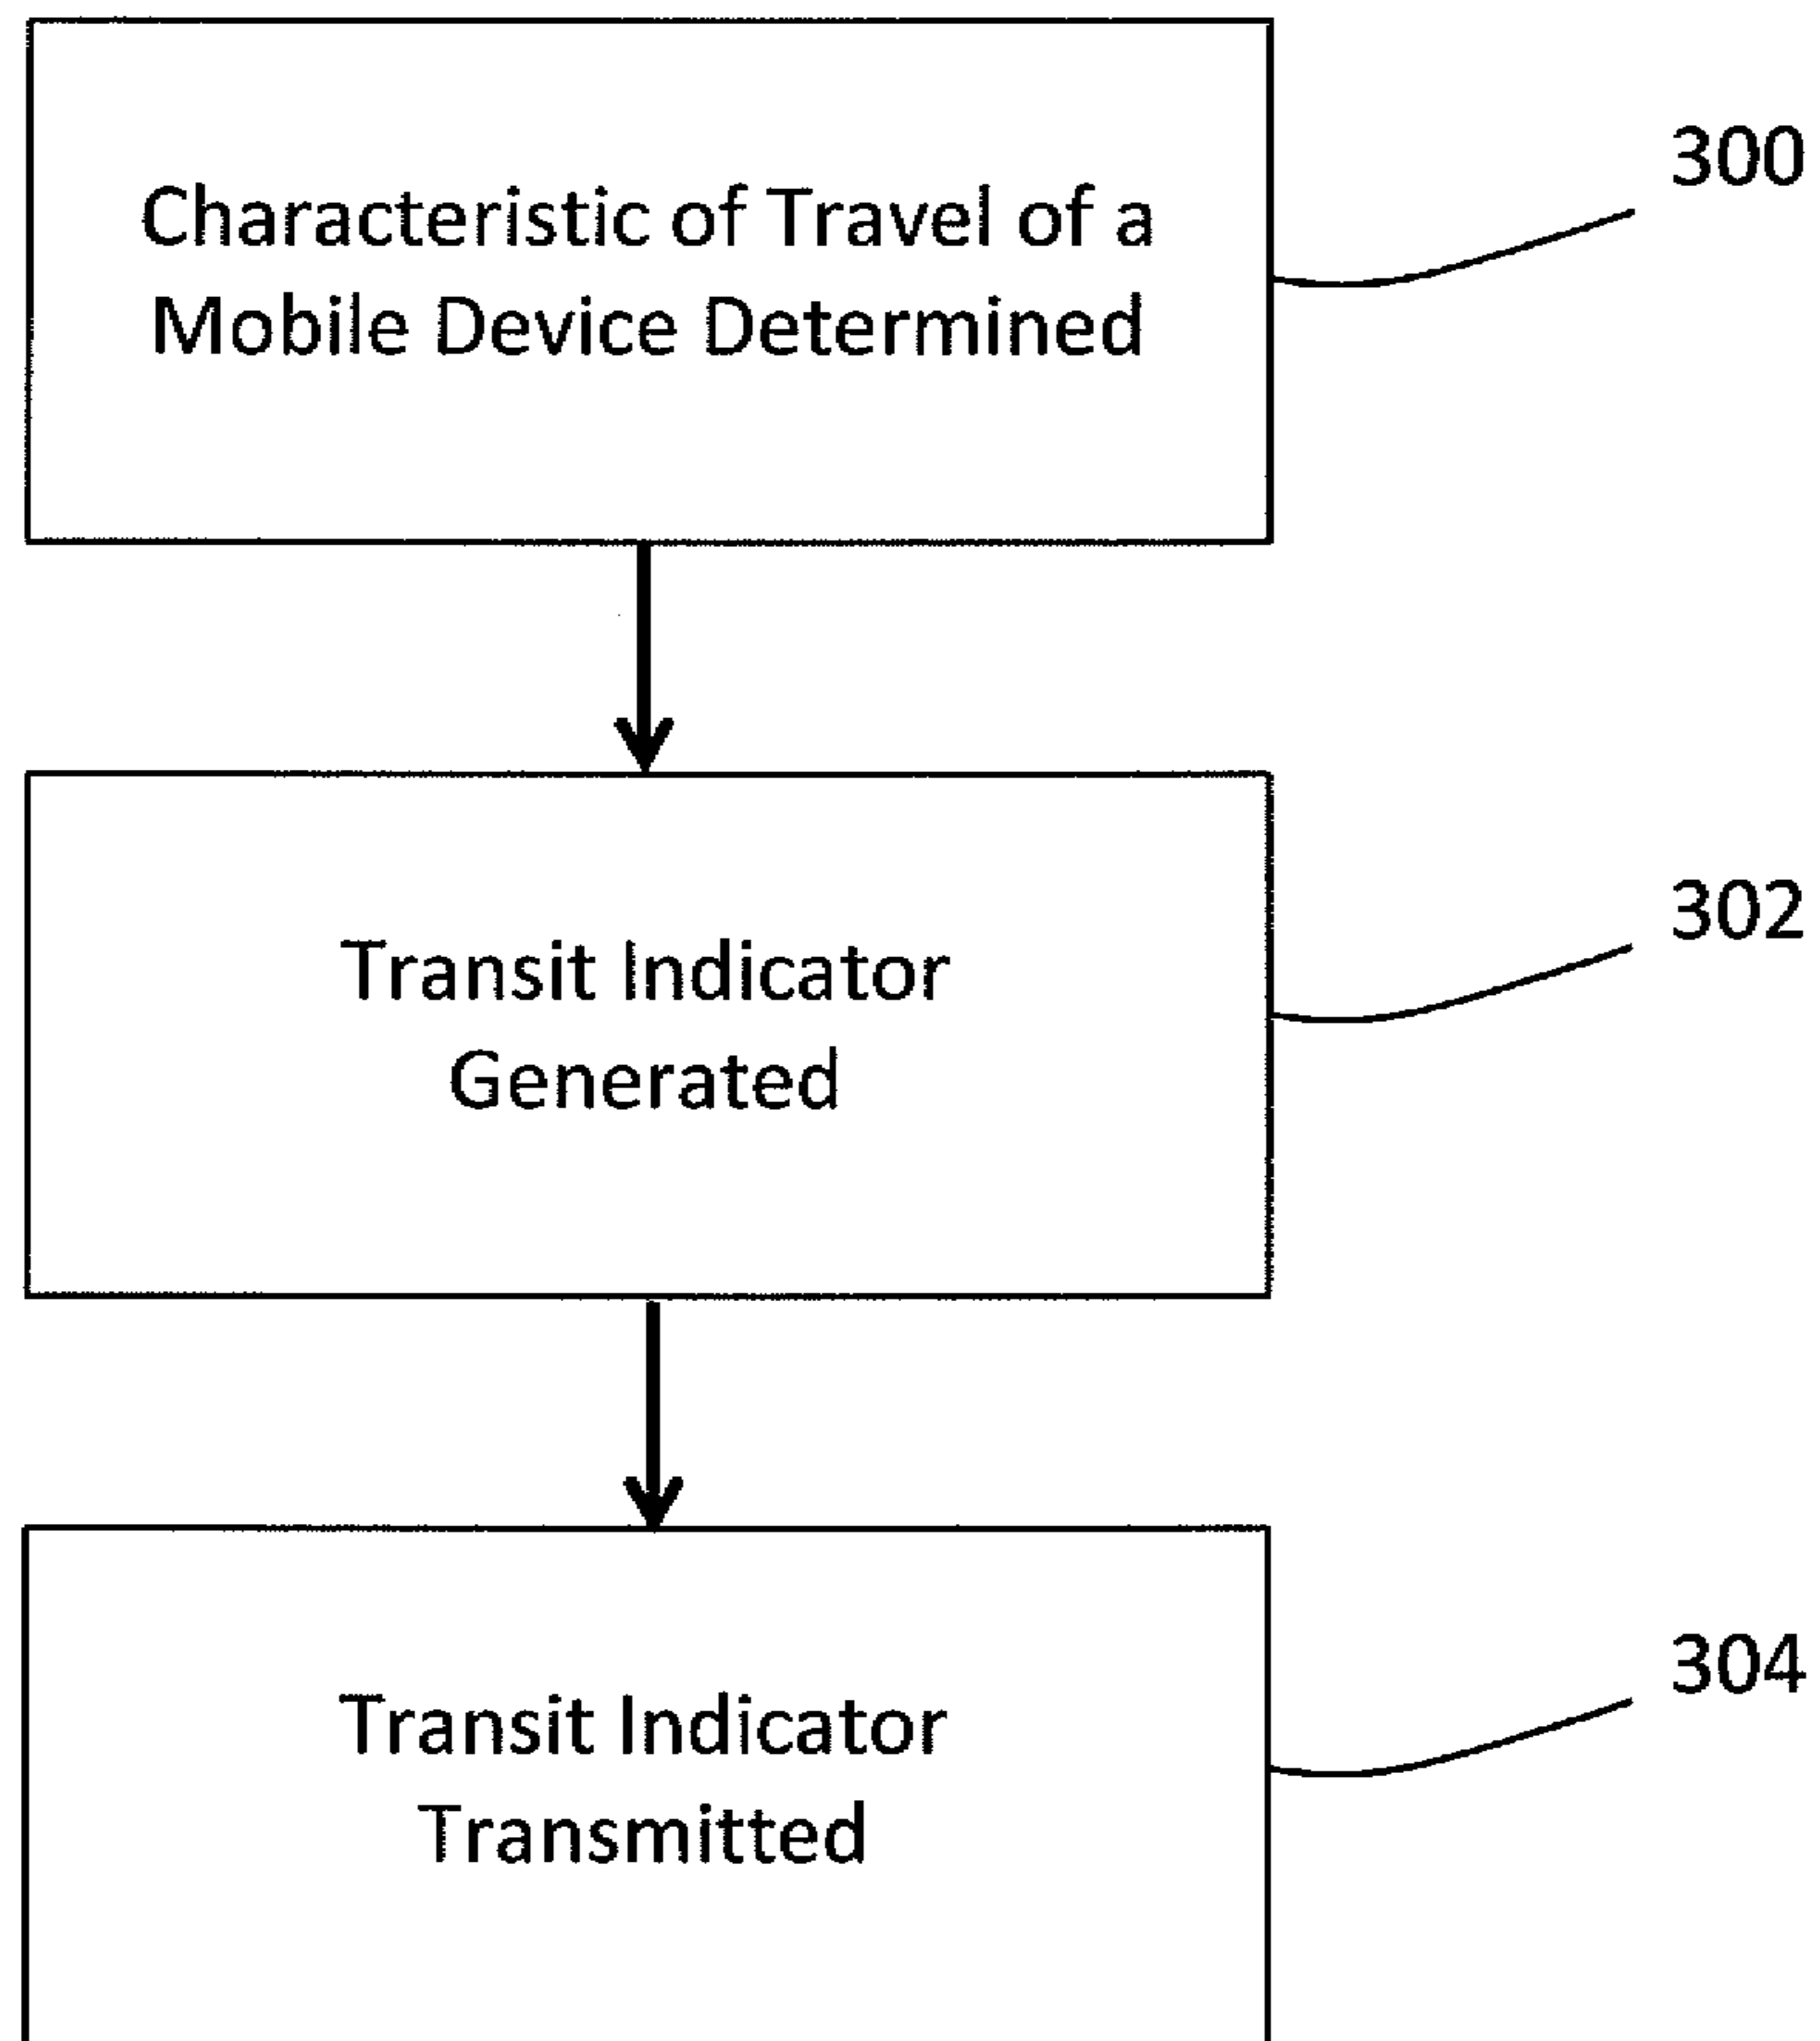 Characteristic of Travel of a
Mobile Device Determined
300
Transit Indicator
Generated
302
Transit Indicator
Transmitted
304